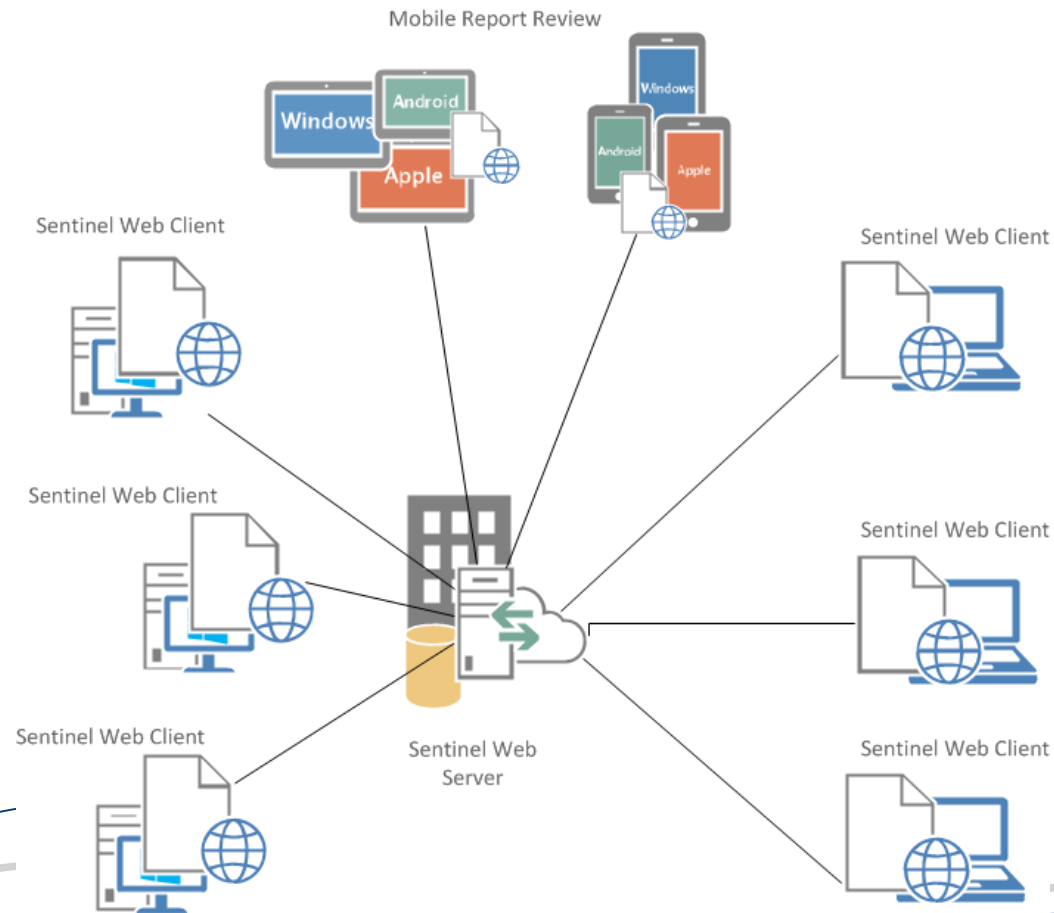 Mobile Report Review
Windows
Android
Apple
Windows
Android
Apple
Sentinel Web Client
Sentinel Web Client
Sentinel Web Client
Sentinel Web Client
Sentinel Web Client
Sentinel Web Client
Sentinel Web
Server